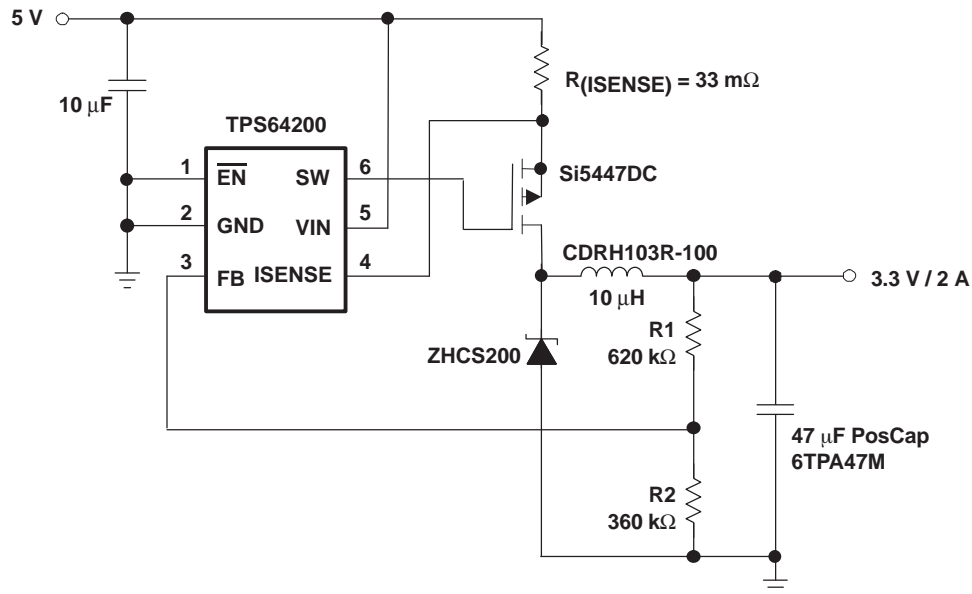 5 V
R(ISENSE) = 33 mΩ
10 μF
TPS64200
1
EN
SW
6
Si5447DC
2
GND
VIN
5
3
FB
ISENSE
4
CDRH103R-100
10 μH
3.3 V / 2 A
ZHCS200
R1
620 kΩ
47 μF PosCap
6TPA47M
R2
360 kΩ